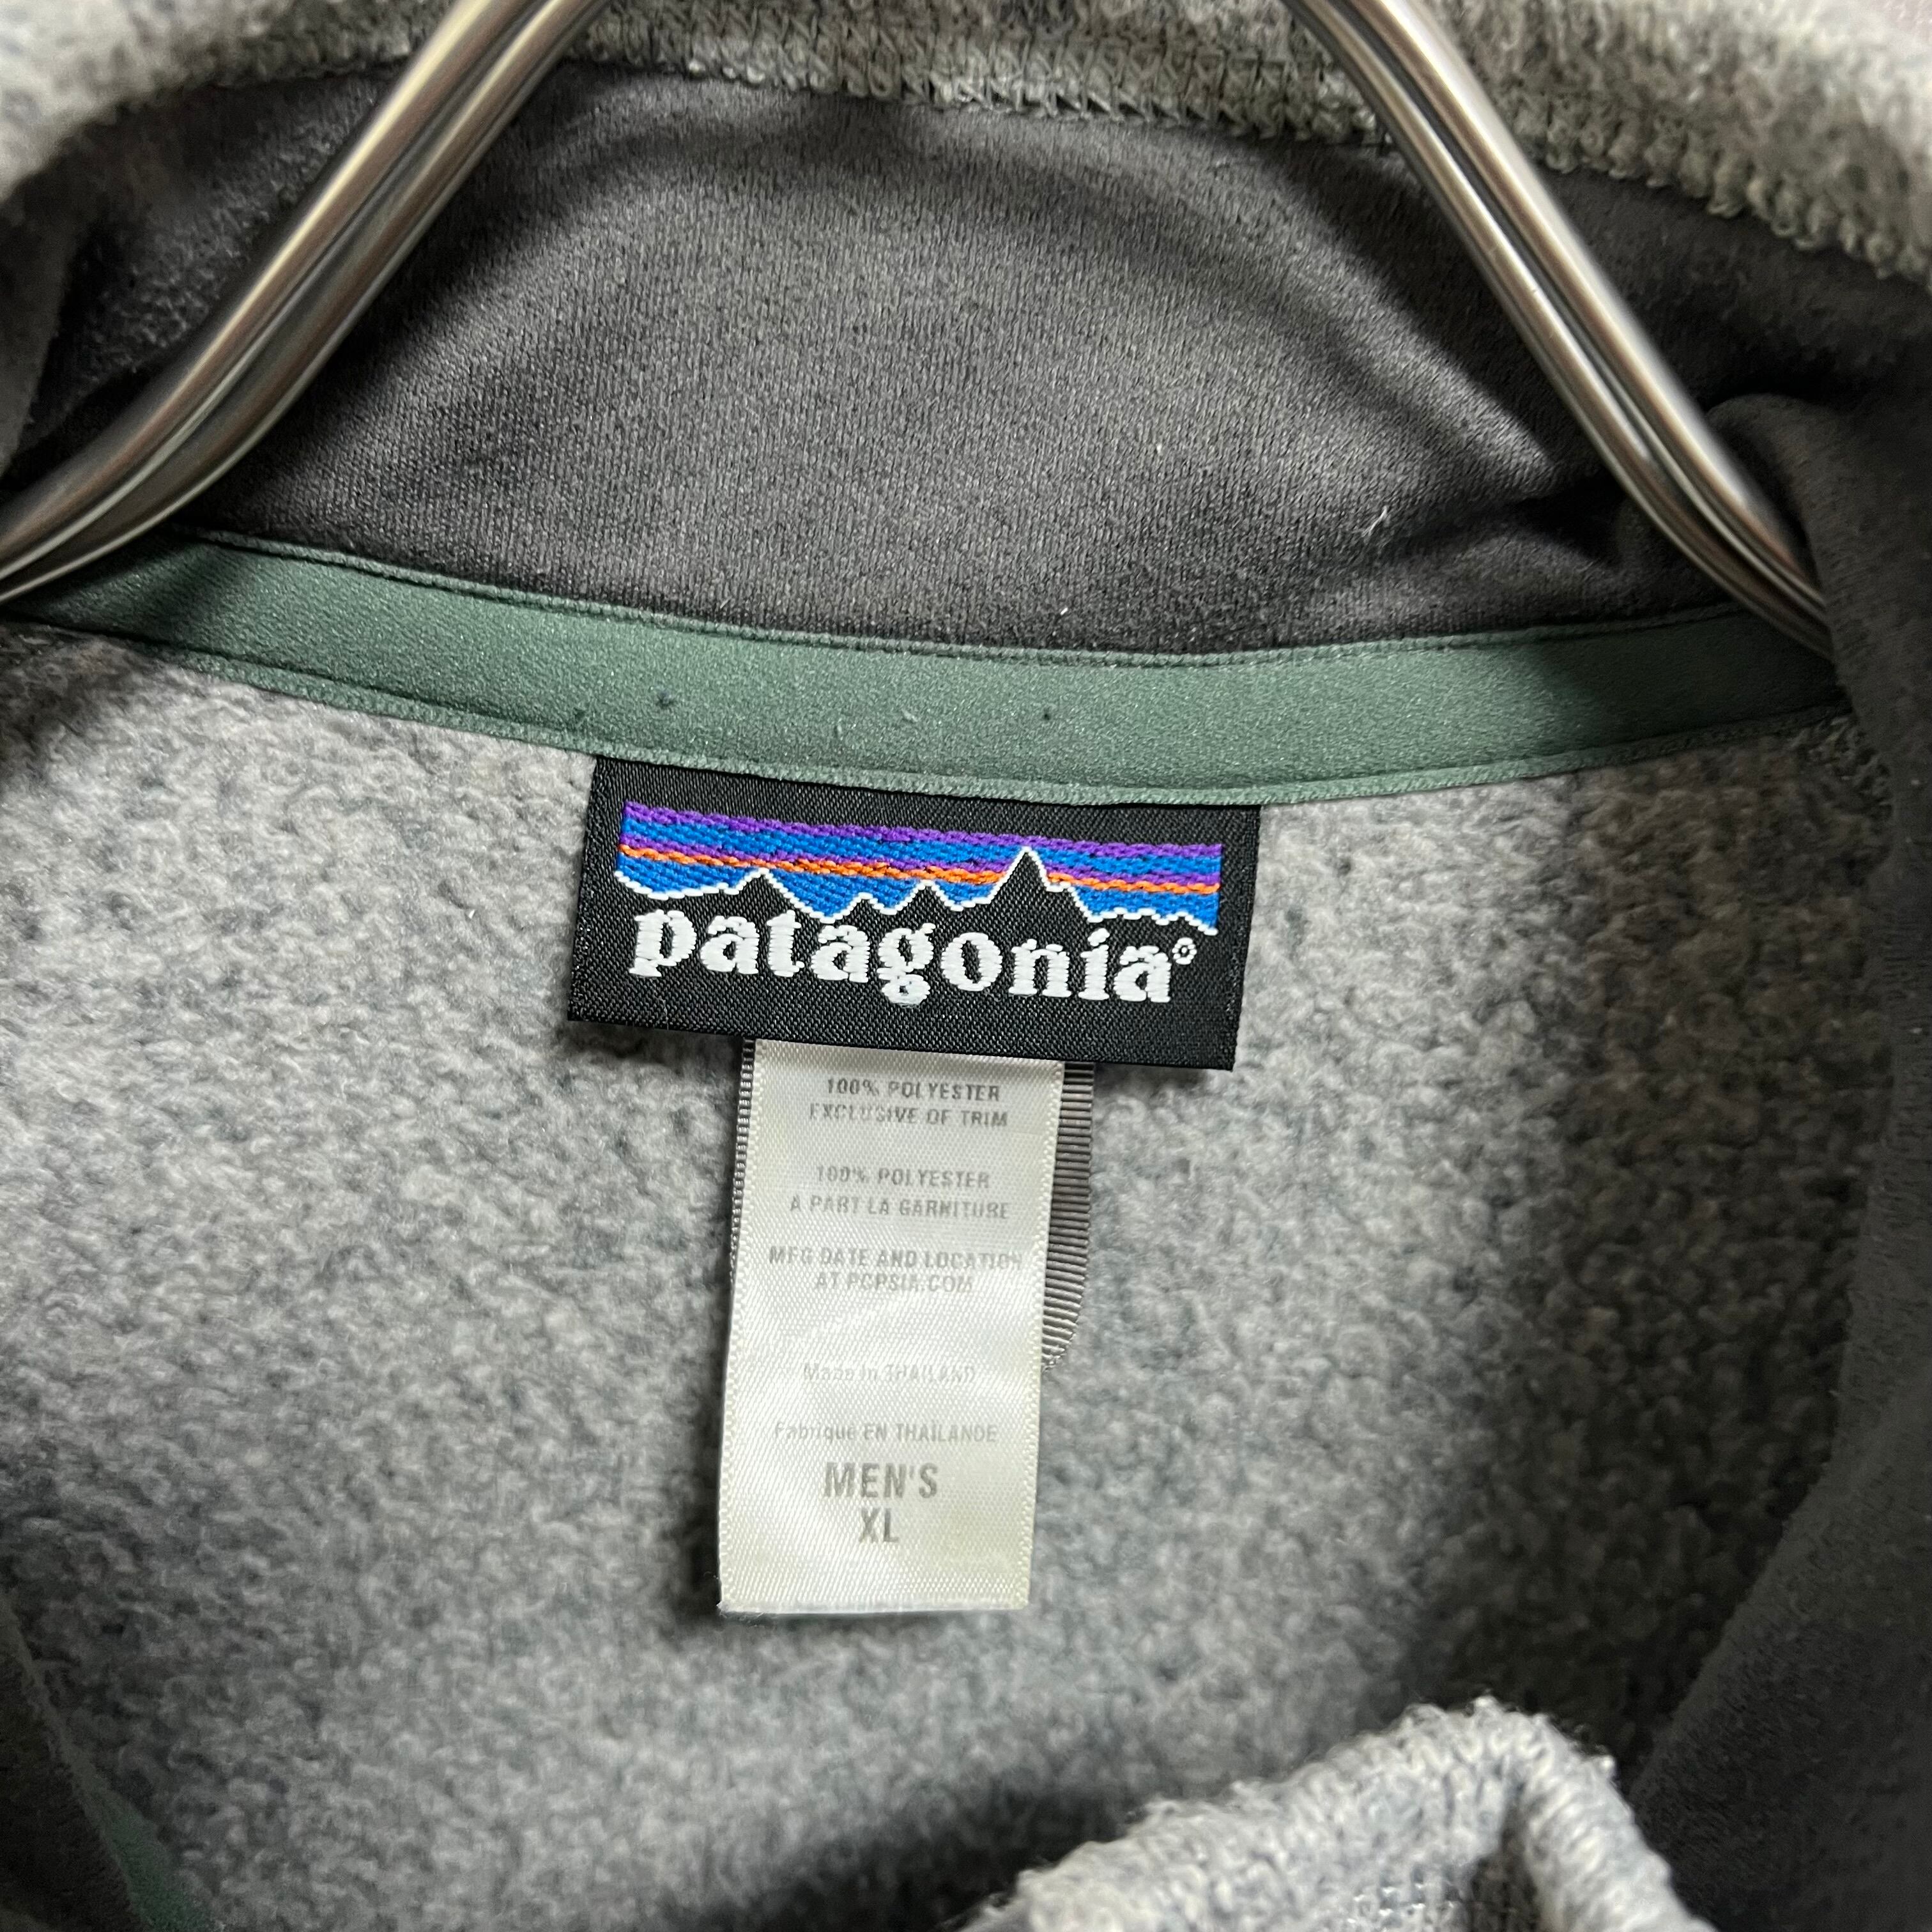 patagonia®
100% POLYESTER
EXCLUSIVE OF TRIM
100% POLYESTER
A PART LA GARNITURE
MFG DATE AND LOCATION
AT PCPSIA.COM
Made in THAILAND
Fabriqué EN THAÏLANDE
MEN'S
XL